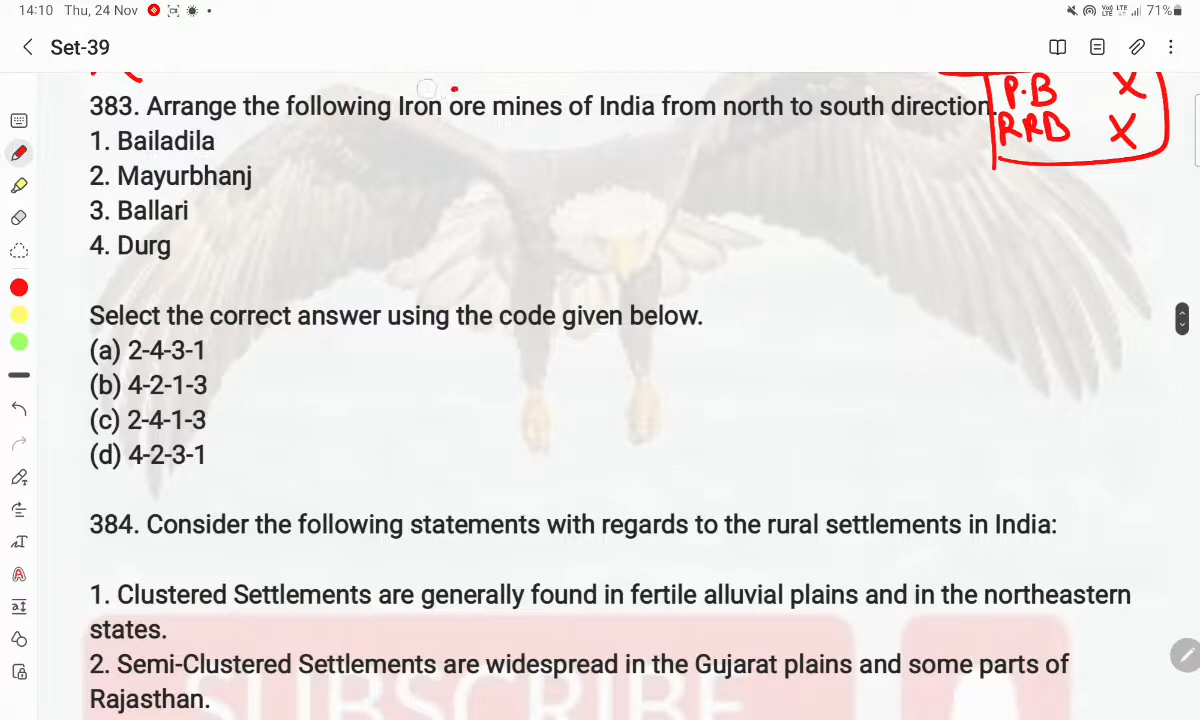 14:10 Thu, 24 Nov
71%
Set-39
P.B X
RRB X
383. Arrange the following Iron ore mines of India from north to south direction.
1. Bailadila
2. Mayurbhanj
3. Ballari
4. Durg
Select the correct answer using the code given below.
(a) 2-4-3-1
(b) 4-2-1-3
(c) 2-4-1-3
(d) 4-2-3-1
384. Consider the following statements with regards to the rural settlements in India:
1. Clustered Settlements are generally found in fertile alluvial plains and in the northeastern
states.
2. Semi-Clustered Settlements are widespread in the Gujarat plains and some parts of
Rajasthan.
SUBSCRIBE